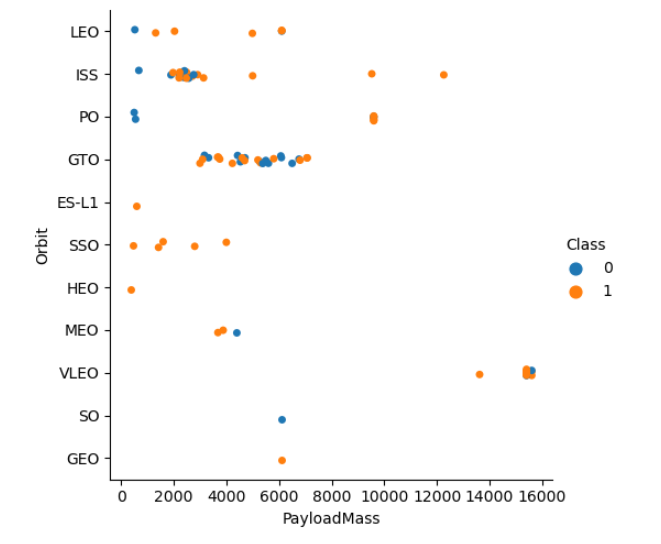 LEO
ISS
PO
GTO
ES-L1
SSO
HEO
MEO
VLEO
SO
GEO
Orbit
0 2000 4000 6000 8000 10000 12000 14000 16000
PayloadMass
Class
0
1